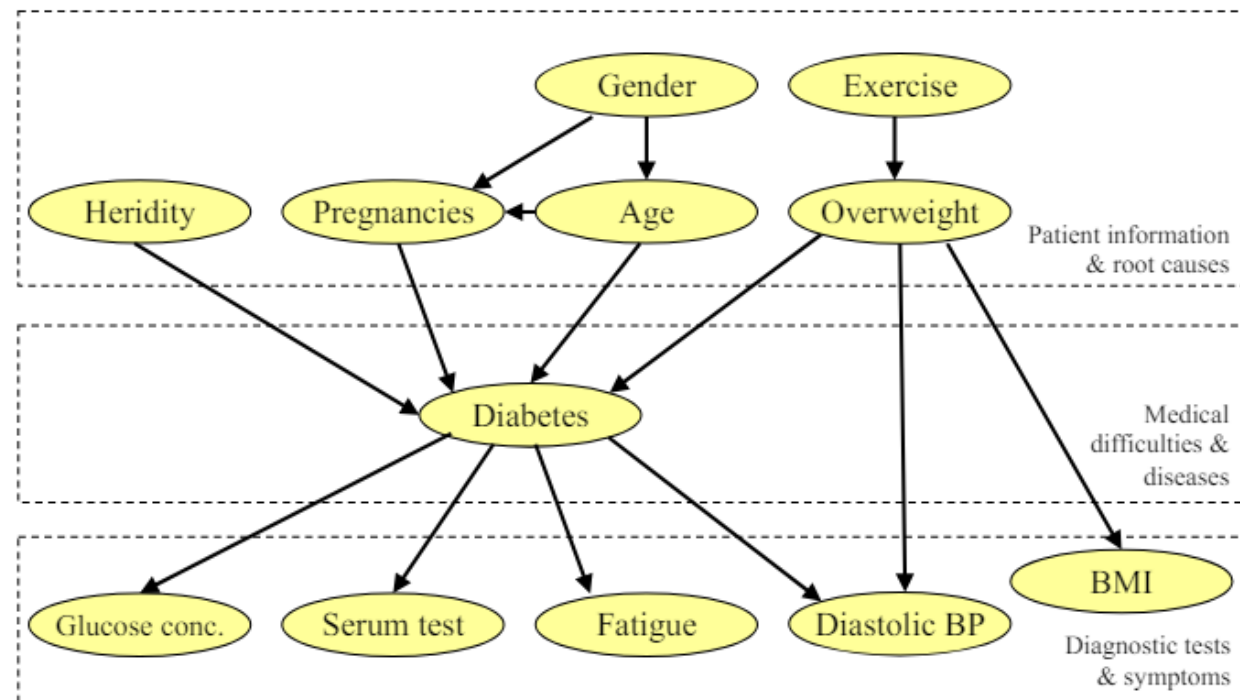 Gender
Exercise
Heridity
Pregnancies
Age
Overweight
Patient information
& root causes
Diabetes
Medical
difficulties &
diseases
BMI
Glucose conc.
Serum test
Fatigue
Diastolic BP
Diagnostic tests
& symptoms